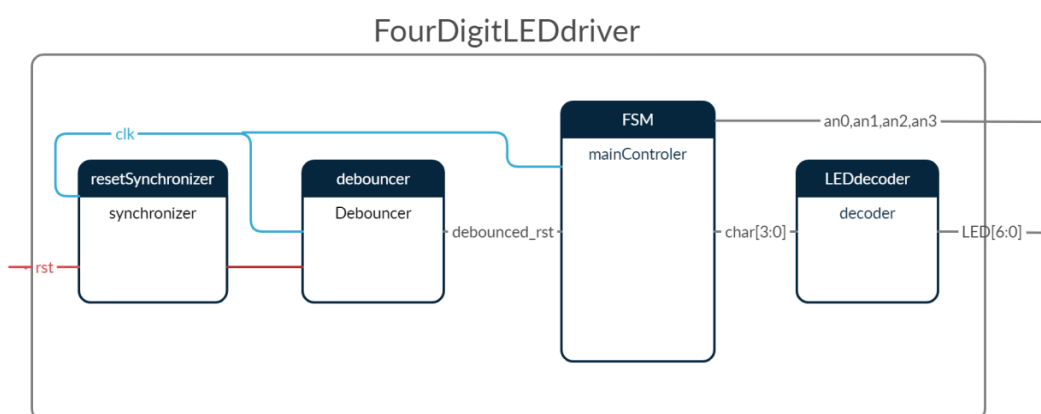 FourDigitLEDdriver
clk
rst
resetSynchronizer
synchronizer
debouncer
Debouncer
debounced_rst
FSM
mainControler
an0,an1,an2,an3
char[3:0]
LEDdecoder
decoder
LED[6:0]